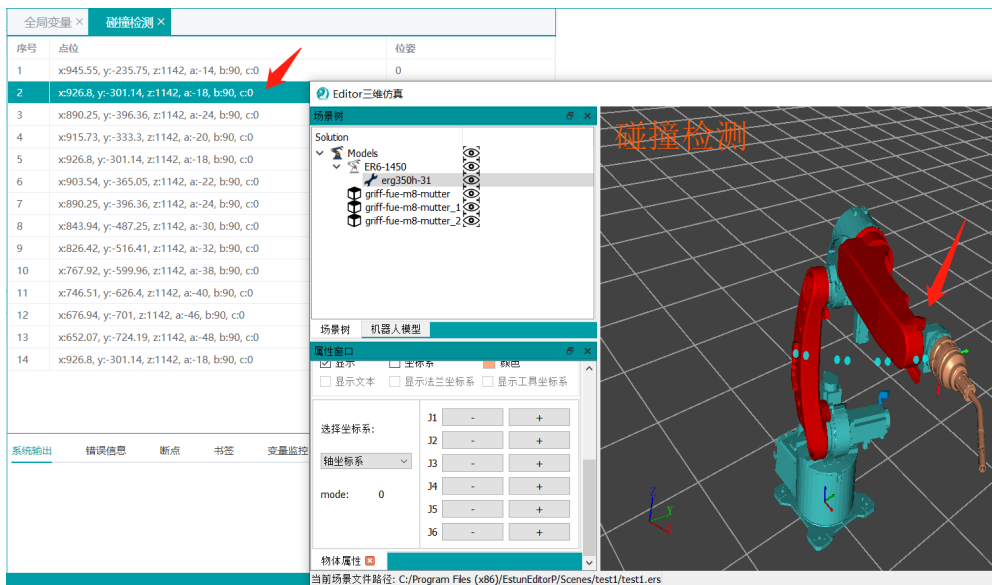 全局变量 × 碰撞检测 ×
序号 点位 位姿
1 x:945.55, y:-235.75, z:1142, a:-14, b:90, c:0 0
2 x:926.8, y:-301.14, z:1142, a:-18, b:90, c:0
3 x:890.25, y:-396.36, z:1142, a:-24, b:90, c:0
4 x:915.73, y:-333.3, z:1142, a:-20, b:90, c:0
5 x:926.8, y:-301.14, z:1142, a:-18, b:90, c:0
6 x:903.54, y:-365.05, z:1142, a:-22, b:90, c:0
7 x:890.25, y:-396.36, z:1142, a:-24, b:90, c:0
8 x:843.94, y:-487.25, z:1142, a:-30, b:90, c:0
9 x:826.42, y:-516.41, z:1142, a:-32, b:90, c:0
10 x:767.92, y:-599.96, z:1142, a:-38, b:90, c:0
11 x:746.51, y:-626.4, z:1142, a:-40, b:90, c:0
12 x:676.94, y:-701, z:1142, a:-46, b:90, c:0
13 x:652.07, y:-724.19, z:1142, a:-48, b:90, c:0
14 x:926.8, y:-301.14, z:1142, a:-18, b:90, c:0
系统输出 错误信息 断点 书签 变量监控
Editor三维仿真
场景树
Solution
Models
ER6-1450
erg350h-31
griff-fue-m8-mutter
griff-fue-m8-mutter_1
griff-fue-m8-mutter_2
场景树 机器人模型
属性窗口
显示 坐标系 颜色
显示文本 显示法兰坐标系 显示工具坐标系
选择坐标系:
轴坐标系
mode: 0
J1 - +
J2 - +
J3 - +
J4 - +
J5 - +
J6 - +
物体属性
碰撞检测
Z
Y
X
当前场景文件路径: C:/Program Files (x86)/EstunEditorP/Scenes/test1/test1.ers